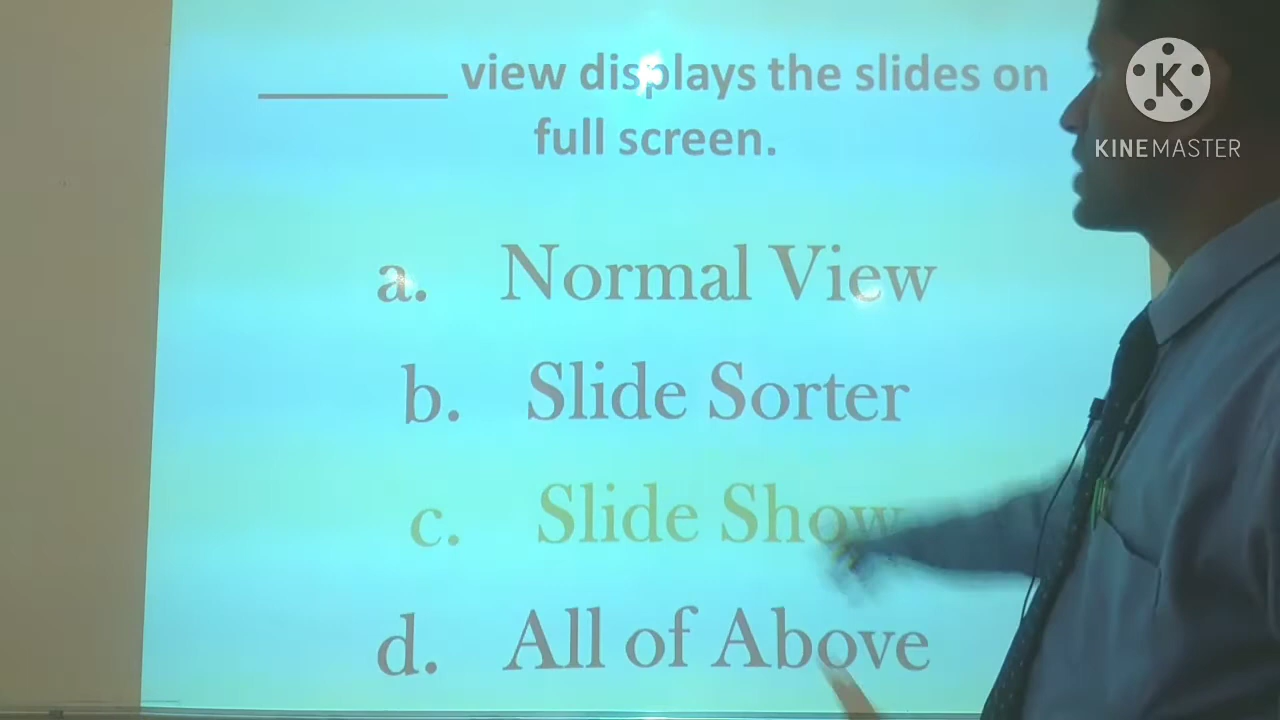 ________ view displays the slides on
full screen.
a. Normal View
b. Slide Sorter
c. Slide Show
d. All of Above
K
KINEMASTER